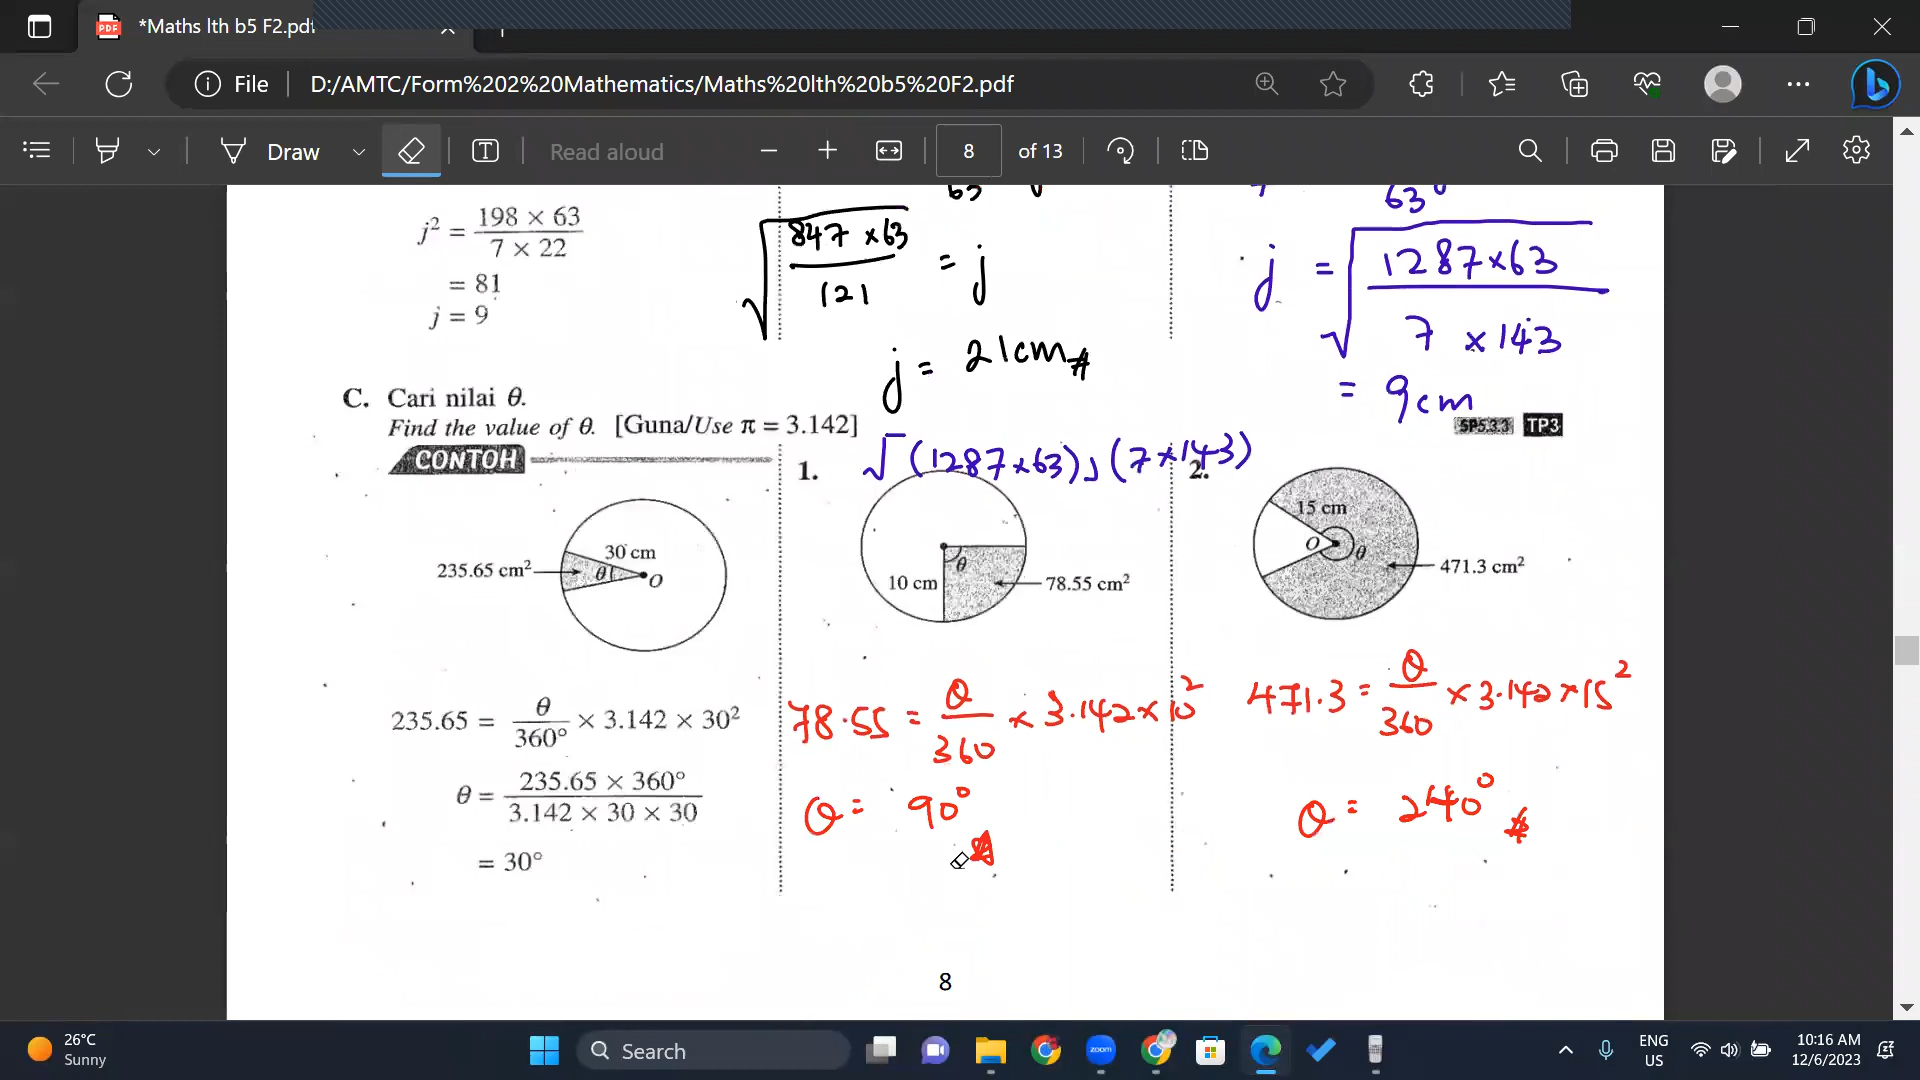 *Maths lth b5 F2.pdf
File
D:/AMTC/Form%202%20Mathematics/Maths%20lth%20b5%20F2.pdf
Draw
Read aloud
8 of 13
j² = 198 × 63 / 7 × 22
= 81
j = 9
63
√ 847 × 63 / 121 = j
j = 21cm #
63
j = √ 1287 × 63 / 7 × 143
= 9cm
C. Cari nilai θ.
Find the value of θ. [Guna/Use π = 3.142]
SP5.3.3 TP3
CONTOH
235.65 cm²
30 cm
θ
O
235.65 = θ / 360° × 3.142 × 30²
θ = 235.65 × 360° / 3.142 × 30 × 30
= 30°
1.
√ (1287×63) ⌟ (7×143)
10 cm
θ
78.55 cm²
78.55 = θ / 360 × 3.142 × 10²
θ = 90°
2.
15 cm
O
θ
471.3 cm²
471.3 = θ / 360 × 3.142 × 15²
θ = 240° #
8
26°C
Sunny
Search
zoom
ENG
US
10:16 AM
12/6/2023